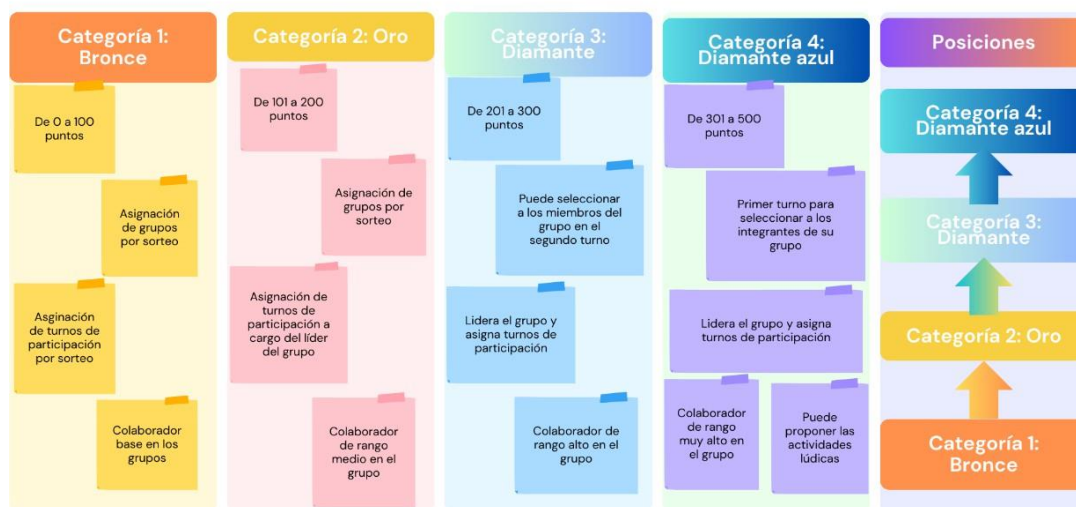 Categoría 1:
Bronce
De 0 a 100
puntos
Asignación
de grupos
por sorteo
Asginación
de turnos de
participación
por sorteo
Colaborador
base en los
grupos
Categoría 2: Oro
De 101 a 200
puntos
Asignación de
grupos por
sorteo
Asignación de
turnos de
participación a
cargo del líder
del grupo
Colaborador
de rango
medio en el
grupo
Categoría 3:
Diamante
De 201 a 300
puntos
Puede seleccionar
a los miembros del
grupo en el
segundo turno
Lidera el grupo y
asigna turnos de
participación
Colaborador de
rango alto en el
grupo
Categoría 4:
Diamante azul
De 301 a 500
puntos
Primer turno para
seleccionar a los
integrantes de su
grupo
Lidera el grupo y asigna
turnos de participación
Colaborador
de rango
muy alto en
el grupo
Puede
proponer las
actividades
lúdicas
Posiciones
Categoría 4:
Diamante azul
Categoría 3:
Diamante
Categoría 2: Oro
Categoría 1:
Bronce